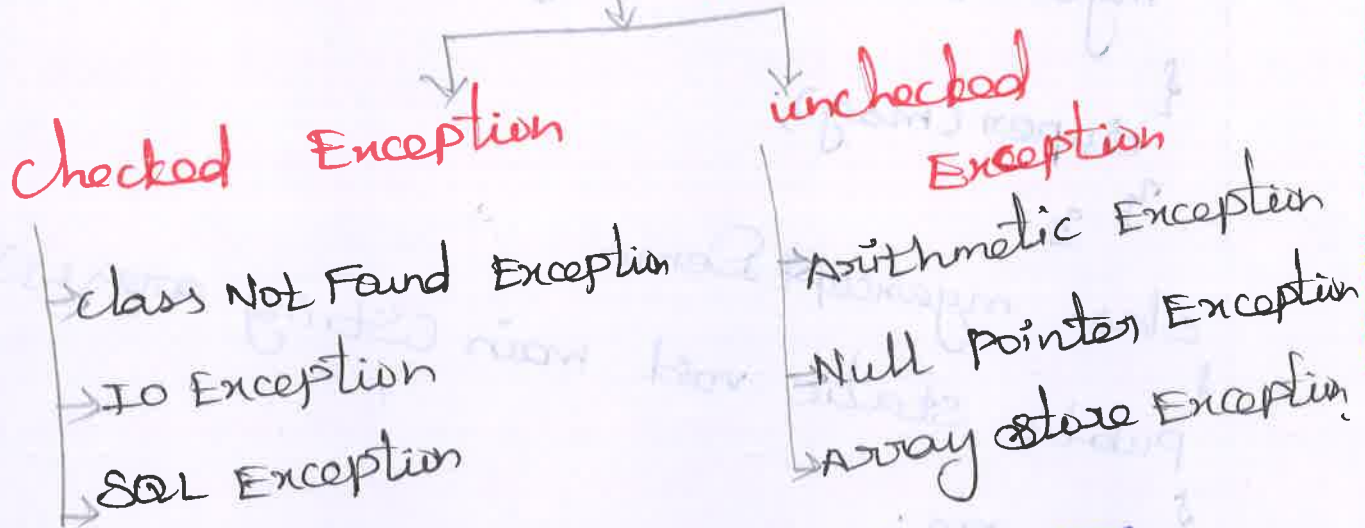 checked Exception
class Not Found Exception
IO Exception
SQL Exception
unchecked
Exception
Arithmetic Exception
Null pointer Exception
Array store Exception